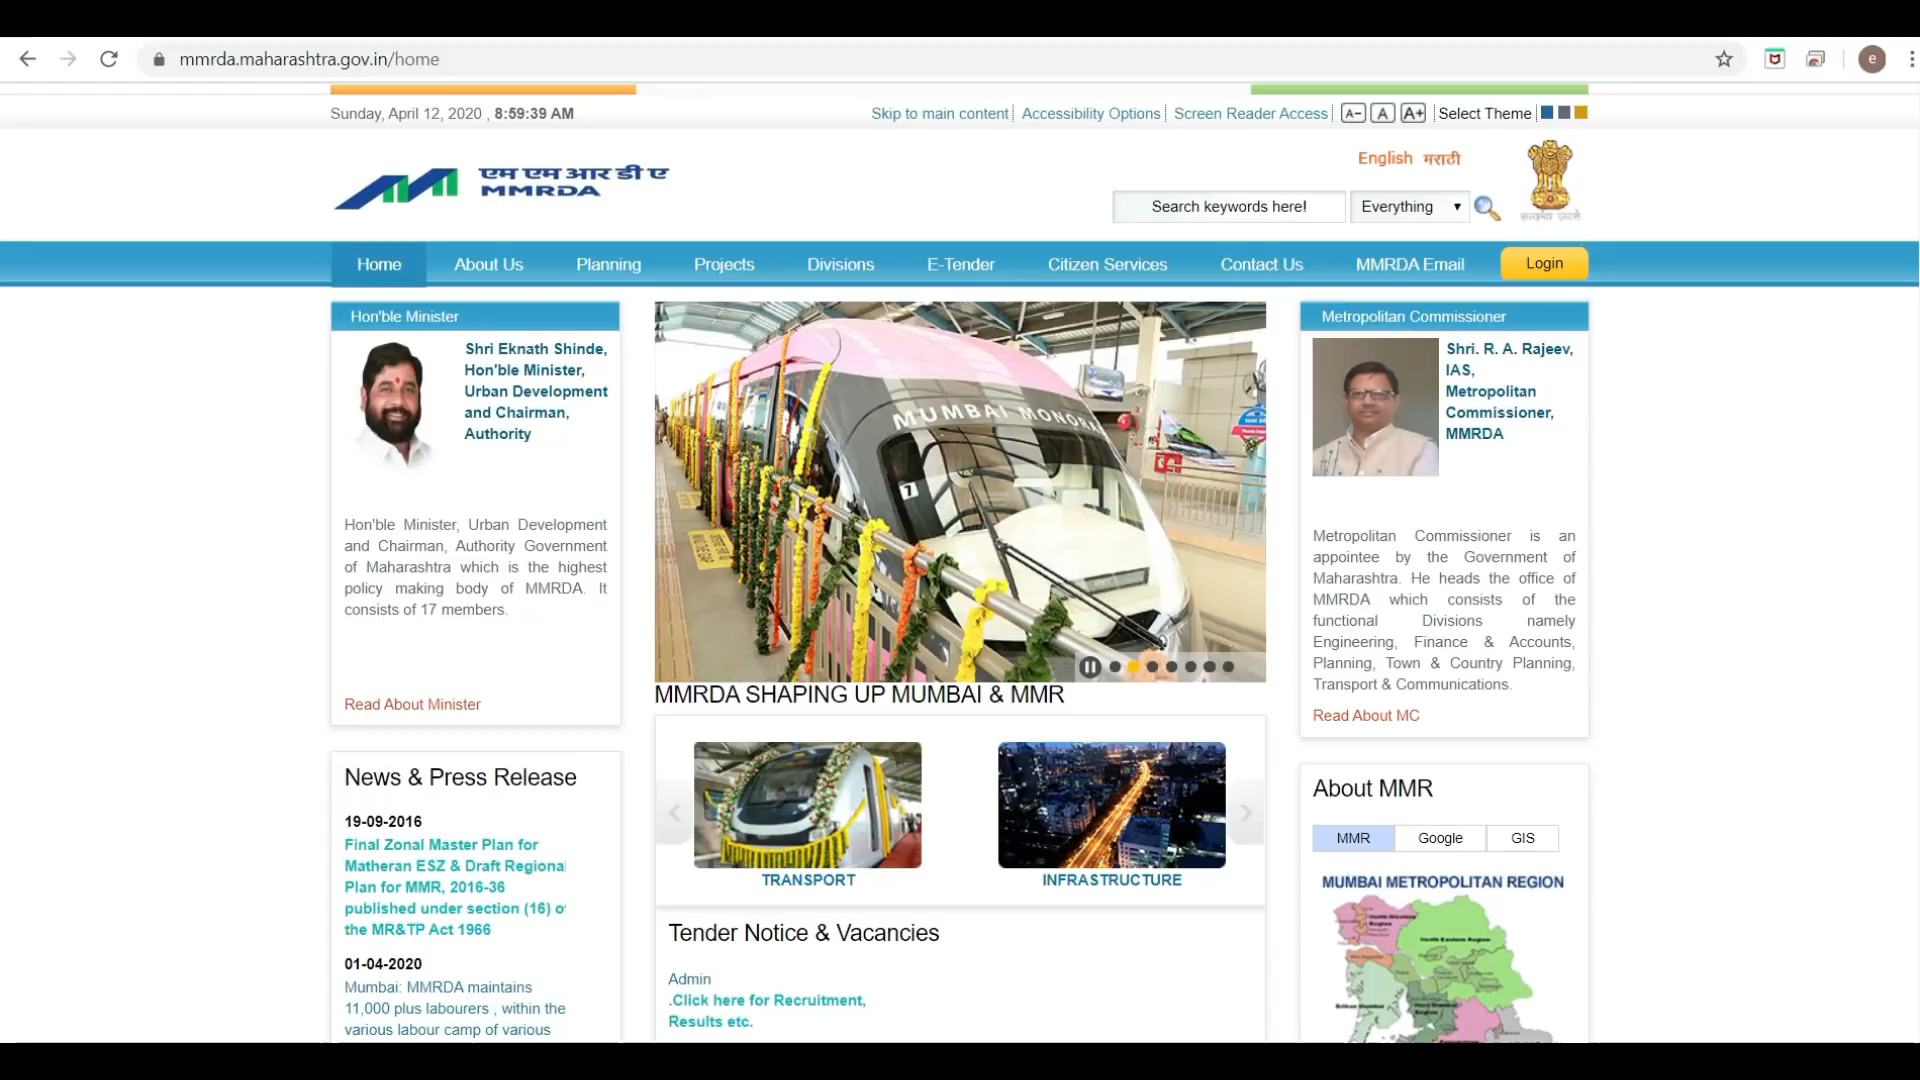 mmrda.maharashtra.gov.in/home
e
Sunday, April 12, 2020 , 8:59:39 AM
Skip to main content
Accessibility Options
Screen Reader Access
A- A A+
Select Theme
एम एम आर डी ए
MMRDA
English मराठी
Search keywords here!
Everything
सत्यमेव जयते
Home
About Us
Planning
Projects
Divisions
E-Tender
Citizen Services
Contact Us
MMRDA Email
Login
Hon'ble Minister
Shri Eknath Shinde,
Hon'ble Minister,
Urban Development
and Chairman,
Authority
Hon'ble Minister, Urban Development
and Chairman, Authority Government
of Maharashtra which is the highest
policy making body of MMRDA. It
consists of 17 members.
Read About Minister
News & Press Release
19-09-2016
Final Zonal Master Plan for
Matheran ESZ & Draft Regional
Plan for MMR, 2016-36
published under section (16) o
the MR&TP Act 1966
01-04-2020
Mumbai: MMRDA maintains
11,000 plus labourers , within the
various labour camp of various
MUMBAI MONORA
7
MMRDA SHAPING UP MUMBAI & MMR
TRANSPORT
INFRASTRUCTURE
Tender Notice & Vacancies
Admin
.Click here for Recruitment,
Results etc.
Metropolitan Commissioner
Shri. R. A. Rajeev,
IAS,
Metropolitan
Commissioner,
MMRDA
Metropolitan Commissioner is an
appointee by the Government of
Maharashtra. He heads the office of
MMRDA which consists of the
functional Divisions namely
Engineering, Finance & Accounts,
Planning, Town & Country Planning,
Transport & Communications.
Read About MC
About MMR
MMR
Google
GIS
MUMBAI METROPOLITAN REGION
North Eastern Region